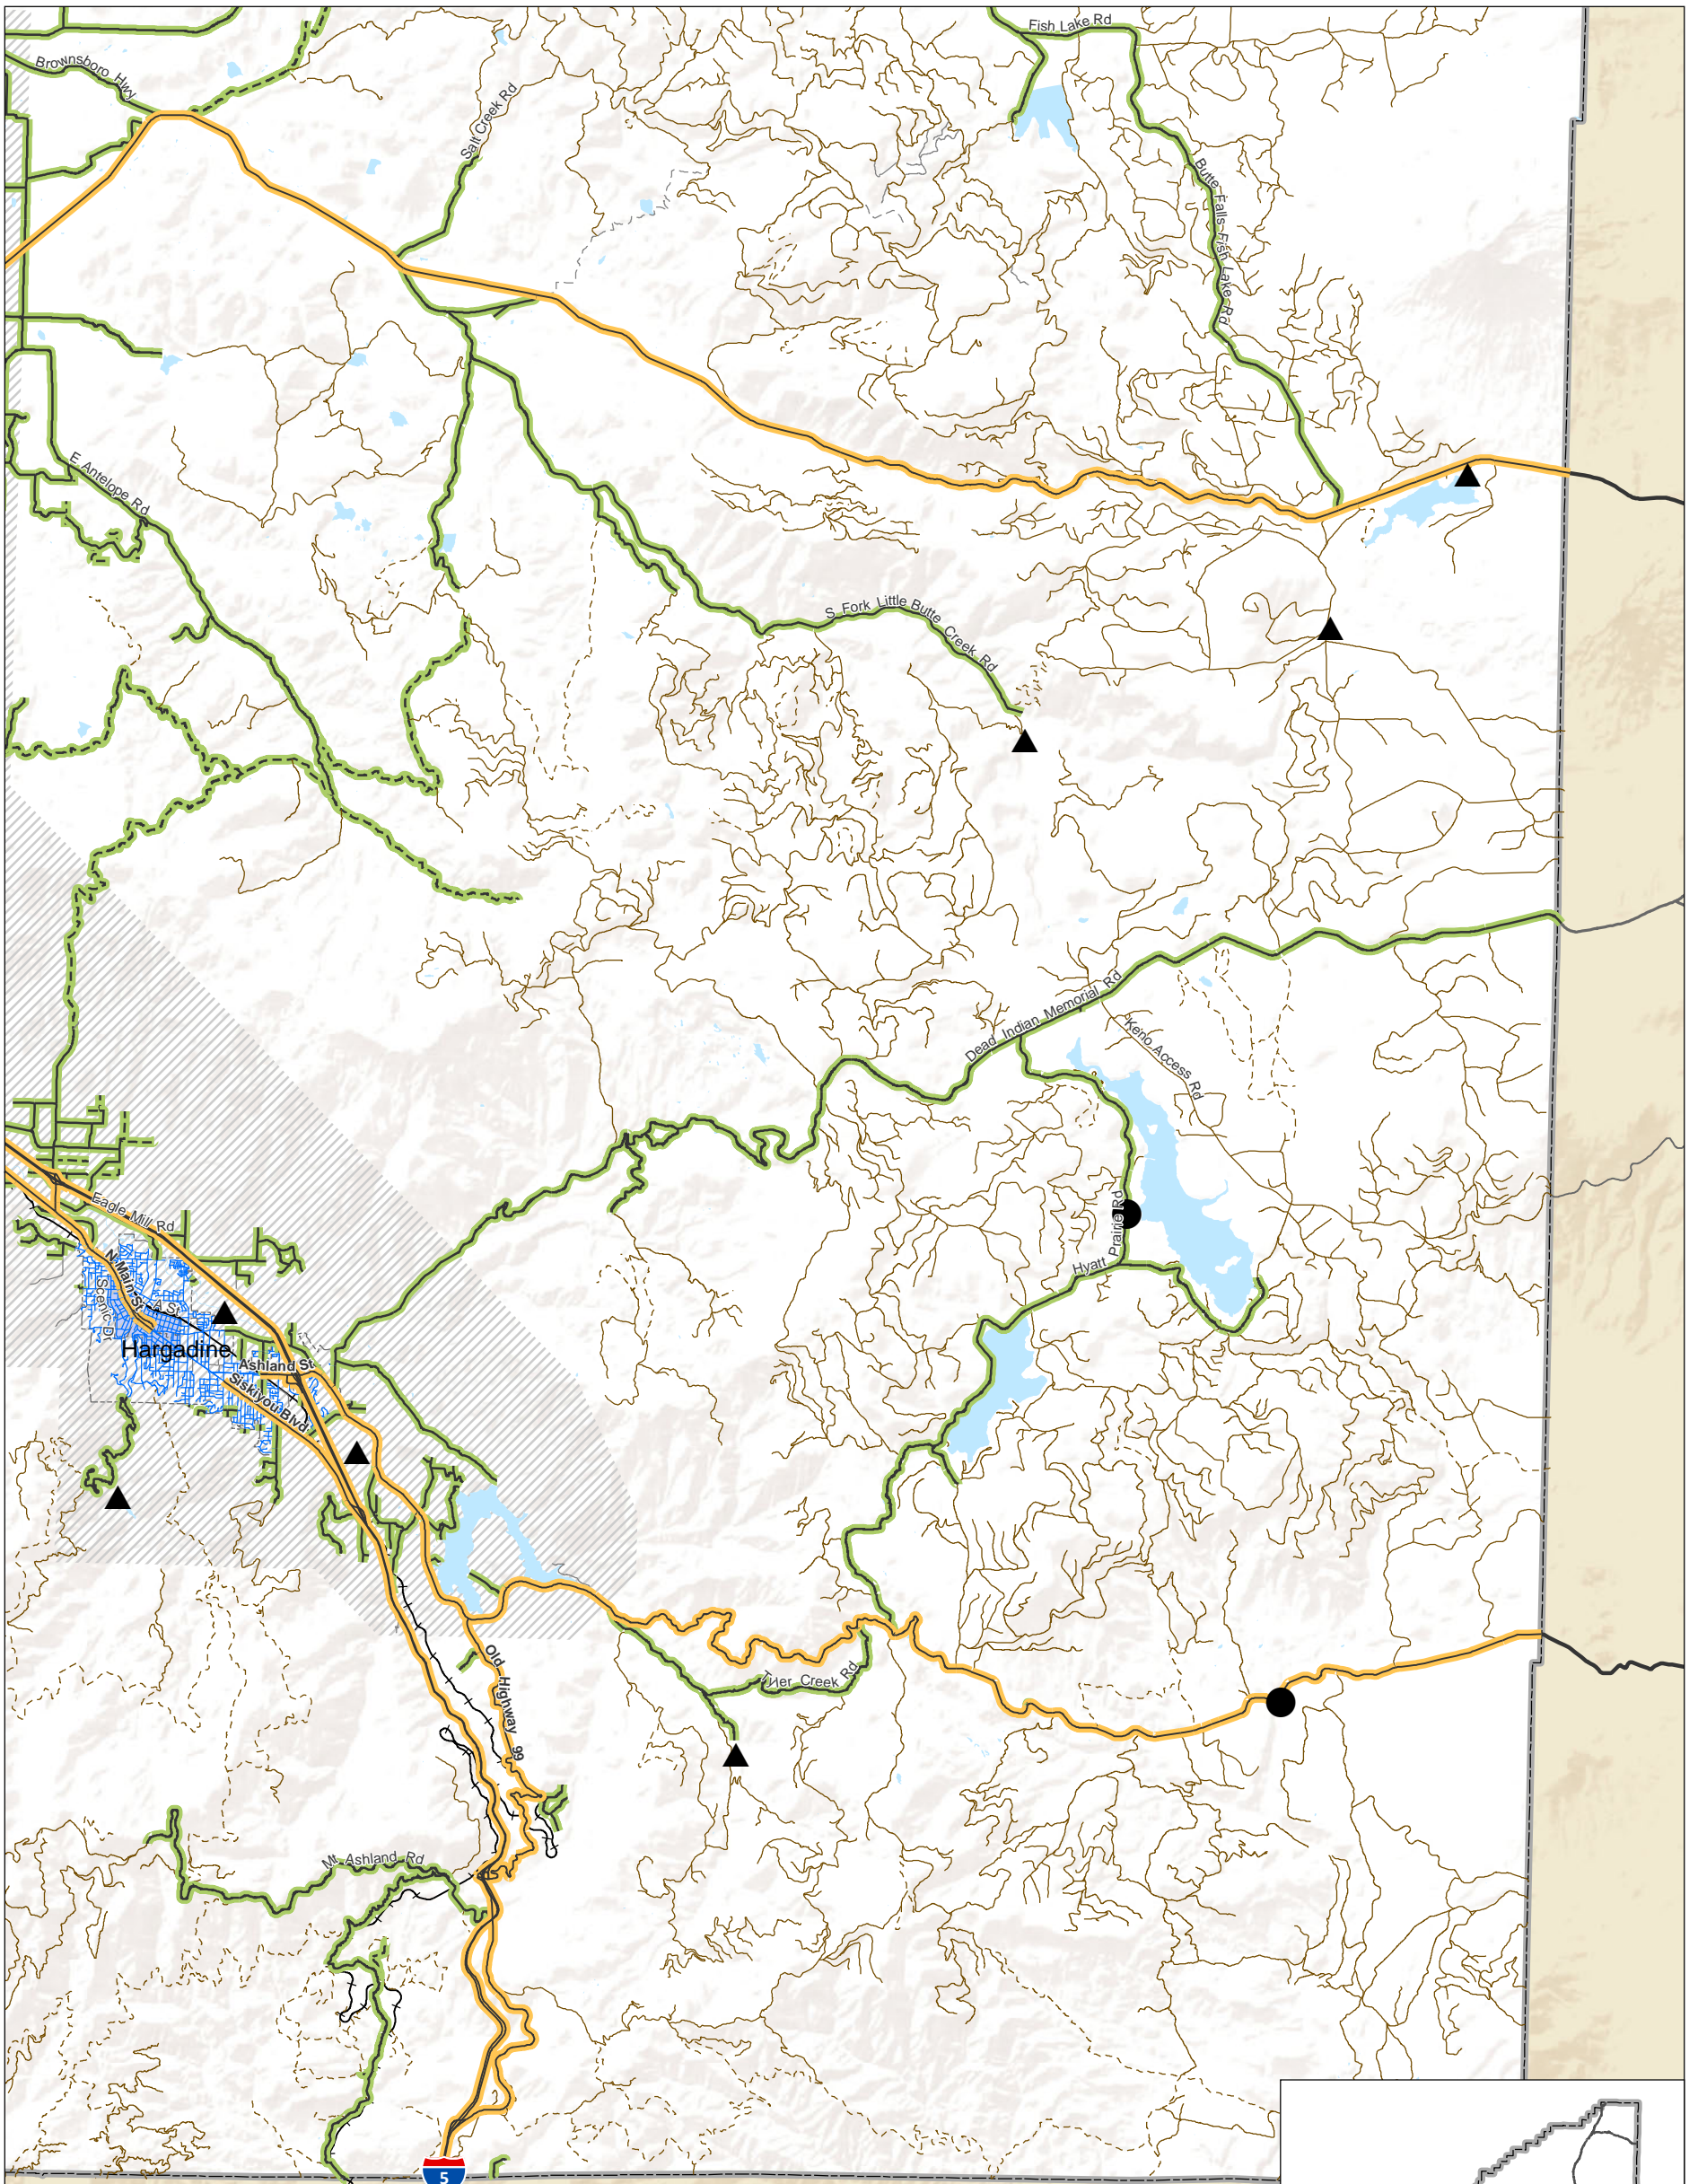 Fish Lake Rd
Brownsboro Hwy
Salt Creek Rd
Butte Falls Fish Lake Rd
E Antelope Rd
S Fork Little Butte Creek Rd
Dead Indian Memorial Rd
Keno Access Rd
Eagle Mill Rd
Hyatt Prairie Rd
N Main St
Scenic Dr
A St
Hargadine
Ashland St
Siskiyou Blvd
Old Highway 99
Creek Rd
Mt Ashland Rd
5